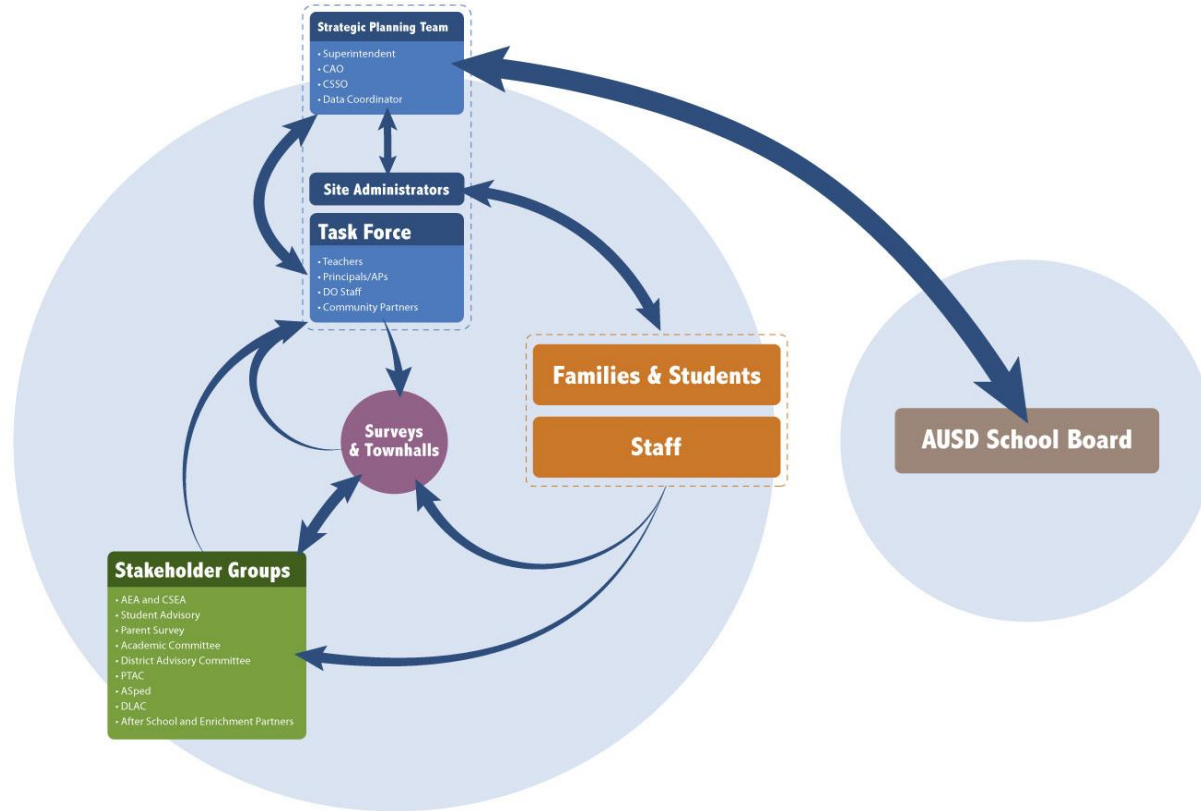 Strategic Planning Team
• Superintendent
• CAO
• CSSO
• Data Coordinator
Site Administrators
Task Force
• Teachers
• Principals/APs
• DO Staff
• Community Partners
Families & Students
Staff
AUSD School Board
Surveys
& Townhalls
Stakeholder Groups
• AEA and CSEA
• Student Advisory
• Parent Survey
• Academic Committee
• District Advisory Committee
• PTAC
• ASped
• DLAC
• After School and Enrichment Partners